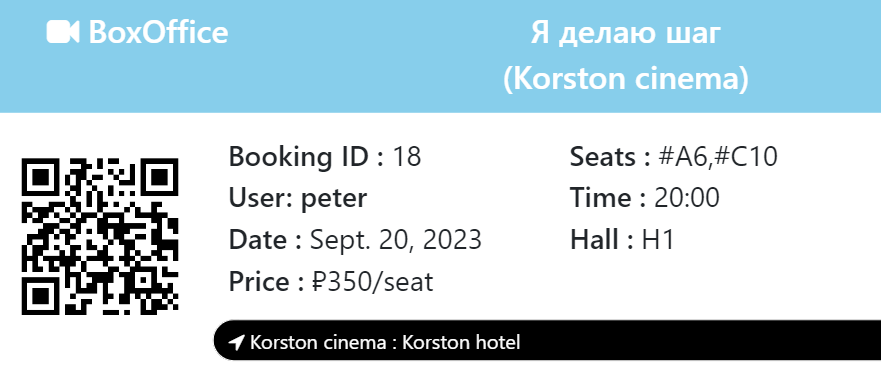 BoxOffice
Я делаю шаг
(Korston cinema)
Booking ID : 18
Seats : #A6,#C10
User: peter
Time : 20:00
Date : Sept. 20, 2023
Hall : H1
Price : ₽350/seat
Korston cinema : Korston hotel